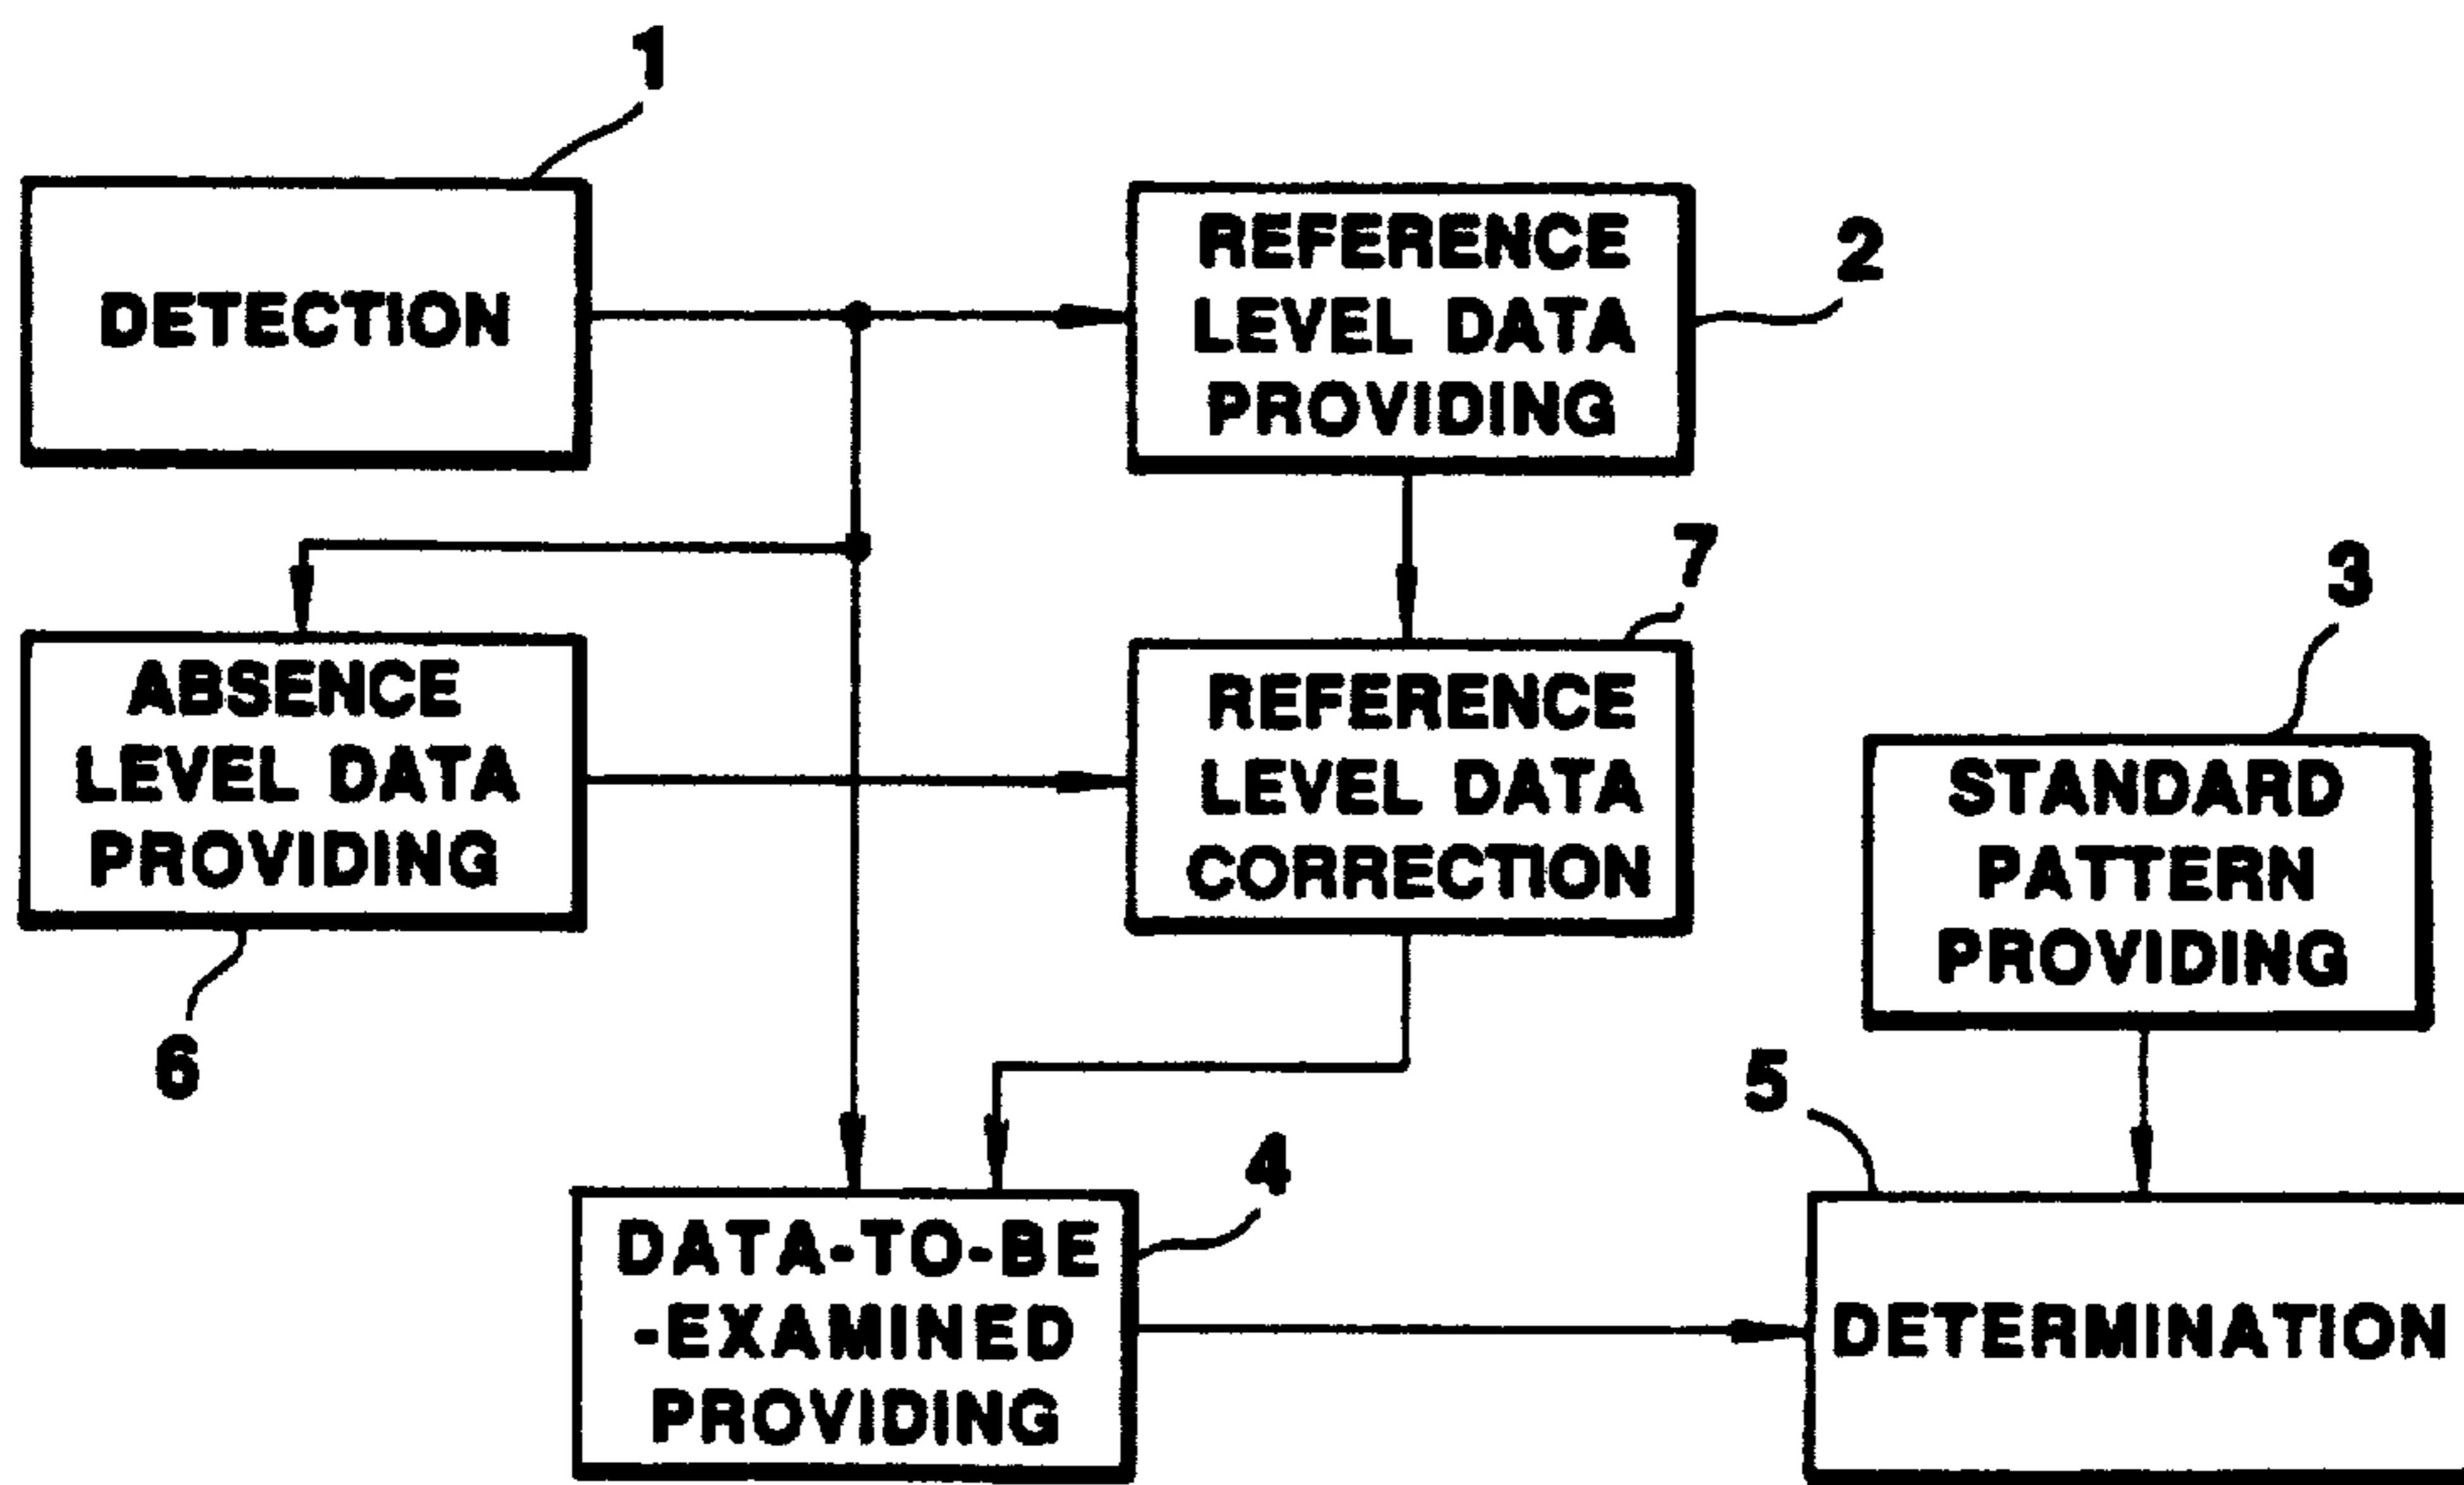 1
DETECTION
REFERENCE
LEVEL DATA
PROVIDING
2
ABSENCE
LEVEL DATA
PROVIDING
6
7
REFERENCE
LEVEL DATA
CORRECTION
3
STANDARD
PATTERN
PROVIDING
4
DATA-TO-BE
-EXAMINED
PROVIDING
5
DETERMINATION